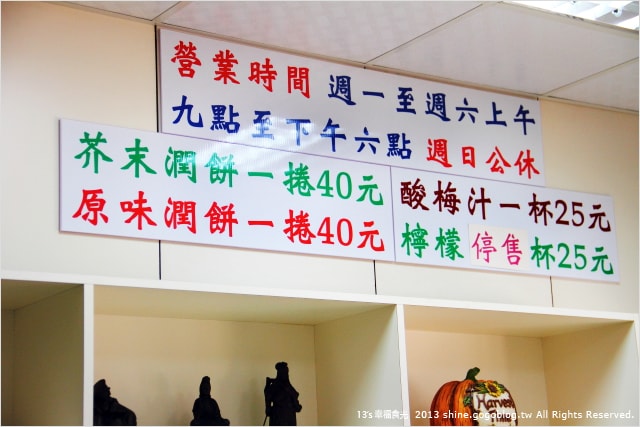 營業時間 週一至週六上午
九點至下午六點 週日公休
芥末潤餅一捲40元
原味潤餅一捲40元
酸梅汁一杯25元
檸檬 停售 杯25元
Harvest
13's幸福食光 2013 shine.gogoblog.tw All Rights Reserved.